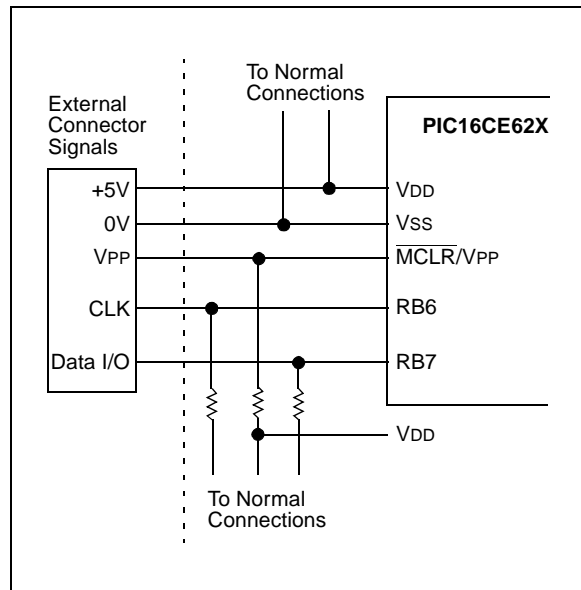 To Normal
Connections
External
Connector
Signals
PIC16CE62X
+5V
VDD
0V
VSS
VPP
MCLR/VPP
CLK
RB6
Data I/O
RB7
VDD
To Normal
Connections